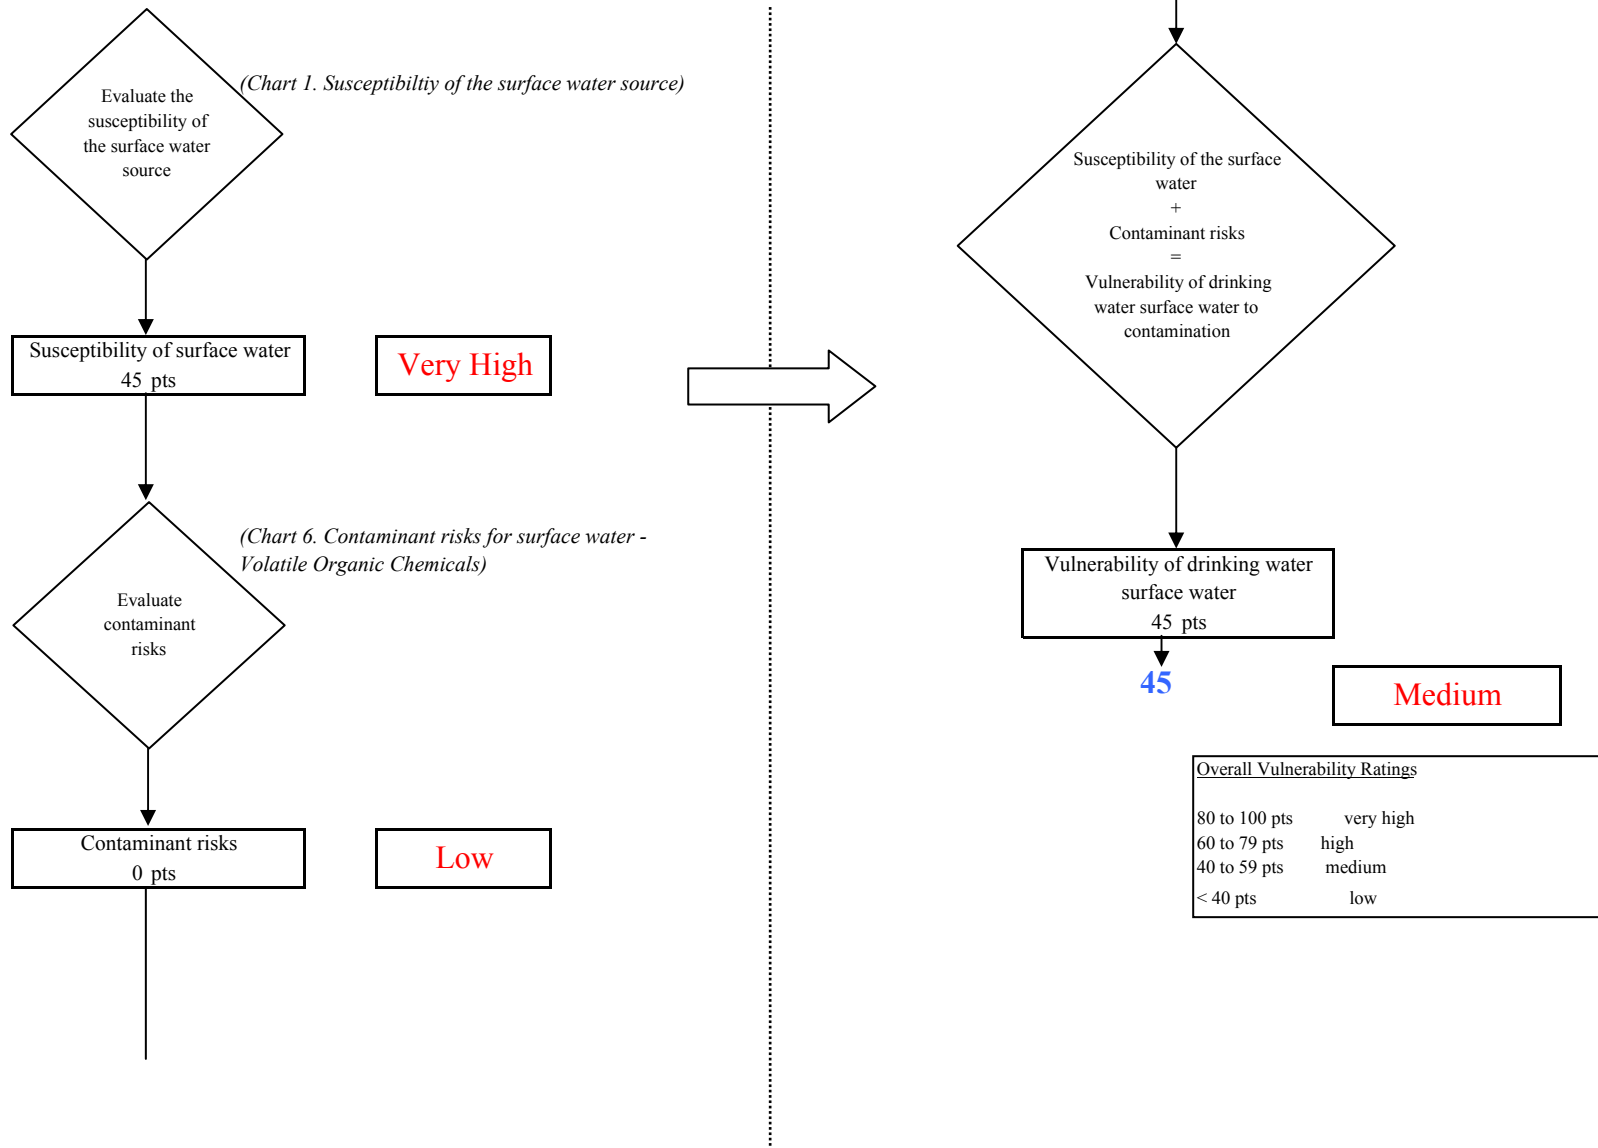 (Chart 1. Susceptibiltiy of the surface water source)
Evaluate the
susceptibility of
the surface water
source
Susceptibility of surface water
45 pts
Very High
(Chart 6. Contaminant risks for surface water -
Volatile Organic Chemicals)
Evaluate
contaminant
risks
Contaminant risks
0 pts
Low
Susceptibility of the surface
water
+
Contaminant risks
=
Vulnerability of drinking
water surface water to
contamination
Vulnerability of drinking water
surface water
45 pts
45
Medium
Overall Vulnerability Ratings
80 to 100 pts very high
60 to 79 pts high
40 to 59 pts medium
< 40 pts low